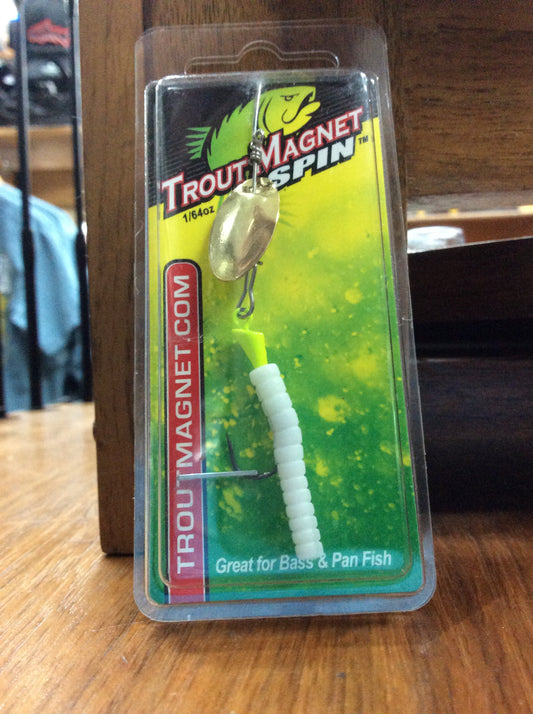 TROUT MAGNET
SPIN™
1/64oz
TROUTMAGNET.COM
Great for Bass & Pan Fish